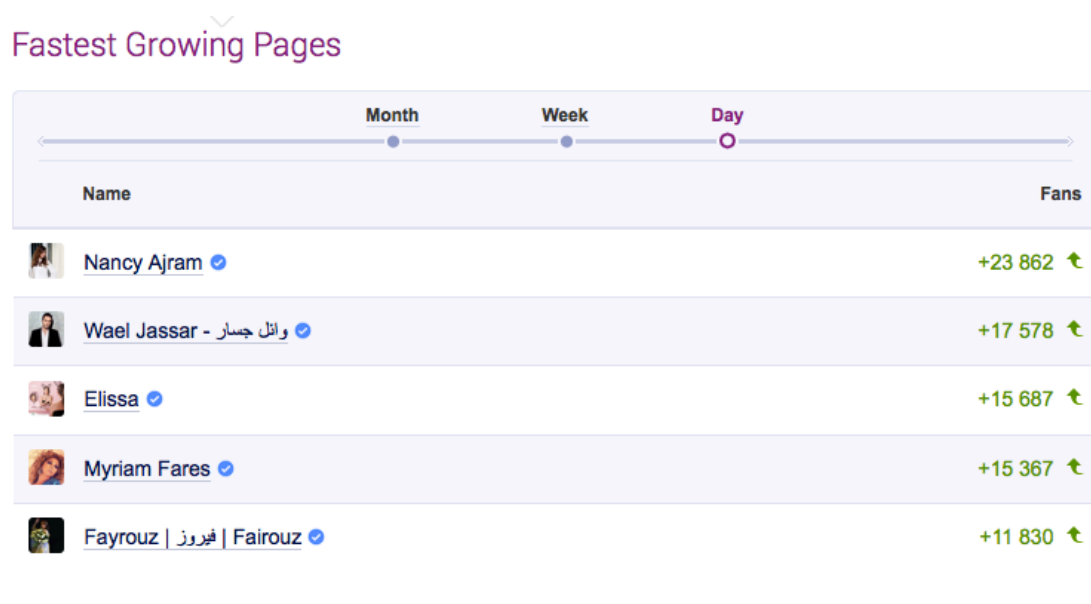 Fastest Growing Pages
Month Week Day
Name Fans
Nancy Ajram +23 862
Wael Jassar - وائل جسار +17 578
Elissa +15 687
Myriam Fares +15 367
Fayrouz | فيروز | Fairouz +11 830